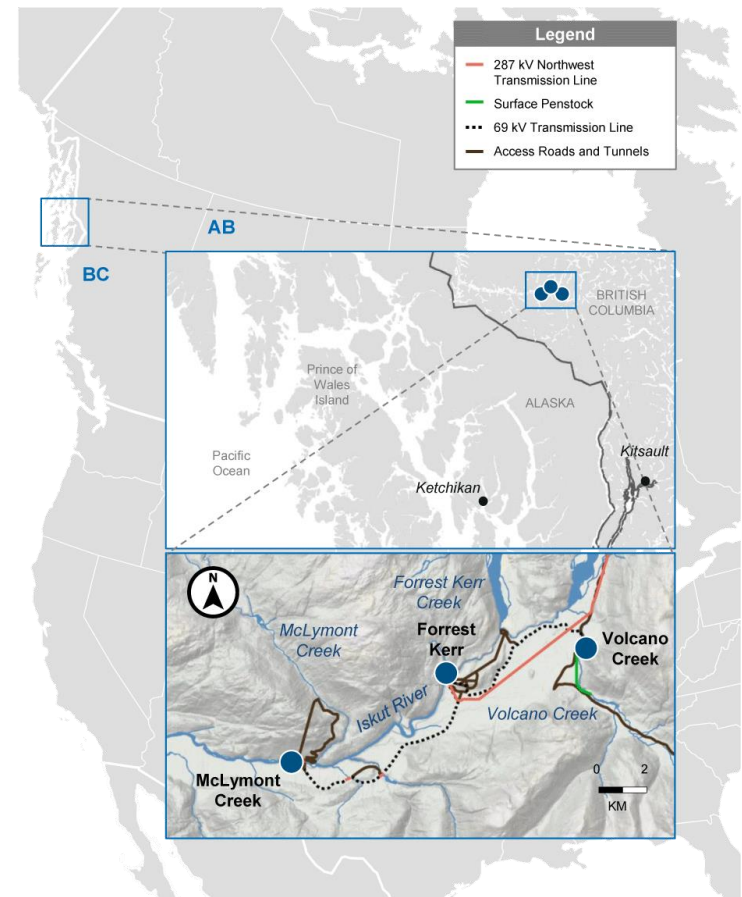 Legend
287 kV Northwest
Transmission Line
Surface Penstock
69 kV Transmission Line
Access Roads and Tunnels
AB
BC
BRITISH
COLUMBIA
Prince of
Wales
Island
ALASKA
Pacific
Ocean
Kitsault
Ketchikan
N
Forrest Kerr
Creek
McLymont
Creek
Forrest
Kerr
Volcano
Creek
Iskut River
Volcano Creek
McLymont
Creek
0 2
KM